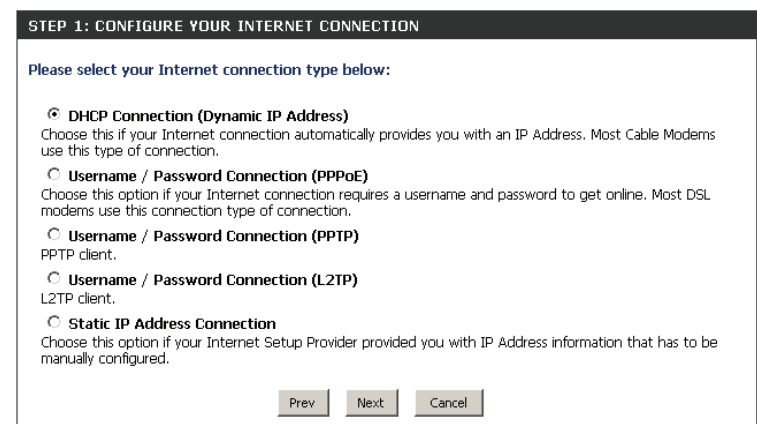 STEP 1: CONFIGURE YOUR INTERNET CONNECTION
Please select your Internet connection type below:
DHCP Connection (Dynamic IP Address)
Choose this if your Internet connection automatically provides you with an IP Address. Most Cable Modems
use this type of connection.
Username / Password Connection (PPPoE)
Choose this option if your Internet connection requires a username and password to get online. Most DSL
modems use this connection type of connection.
Username / Password Connection (PPTP)
PPTP client.
Username / Password Connection (L2TP)
L2TP client.
Static IP Address Connection
Choose this option if your Internet Setup Provider provided you with IP Address information that has to be
manually configured.
Prev Next Cancel